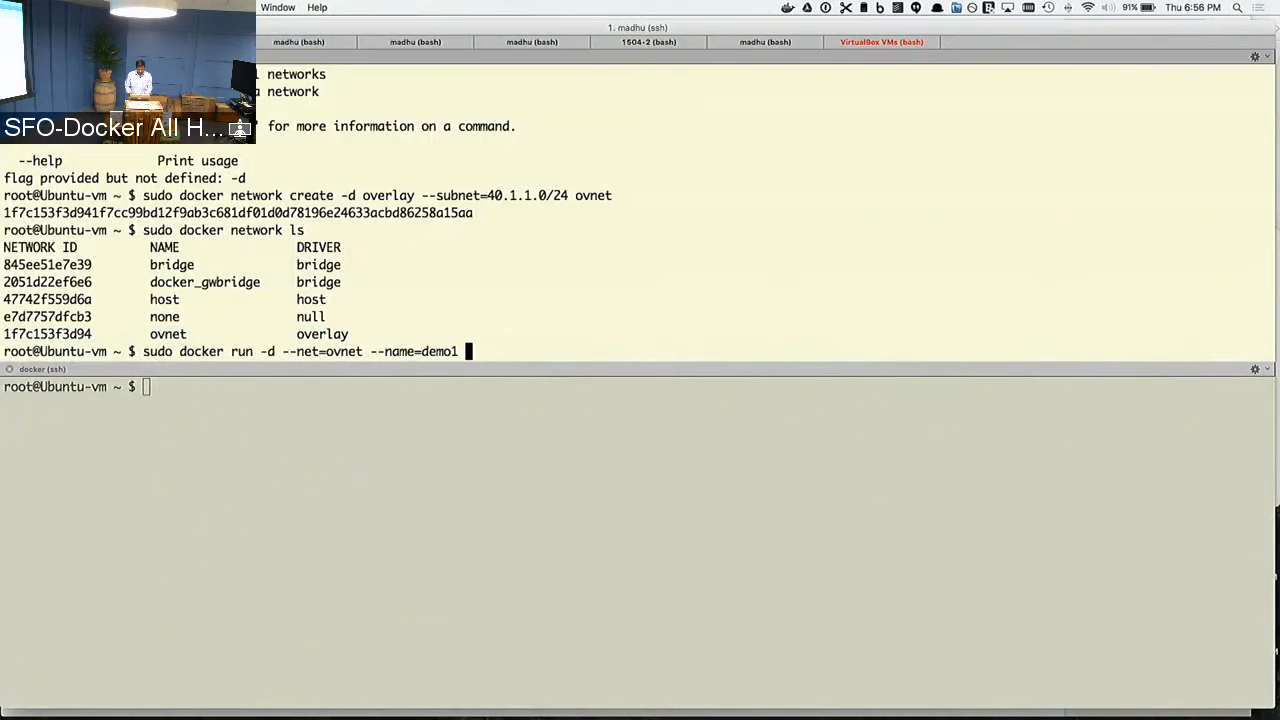 Window Help
91% Thu 6:56 PM
1. madhu (ssh)
madhu (bash) madhu (bash) madhu (bash) 1504-2 (bash) madhu (bash) VirtualBox VMs (bash)
l networks
a network
' for more information on a command.
SFO-Docker All H...
--help Print usage
flag provided but not defined: -d
root@Ubuntu-vm ~ $ sudo docker network create -d overlay --subnet=40.1.1.0/24 ovnet
1f7c153f3d941f7cc99bd12f9ab3c681df01d0d78196e24633acbd86258a15aa
root@Ubuntu-vm ~ $ sudo docker network ls
NETWORK ID NAME DRIVER
845ee51e7e39 bridge bridge
2051d22ef6e6 docker_gwbridge bridge
47742f559d6a host host
e7d7757dfcb3 none null
1f7c153f3d94 ovnet overlay
root@Ubuntu-vm ~ $ sudo docker run -d --net=ovnet --name=demo1
docker (ssh)
root@Ubuntu-vm ~ $